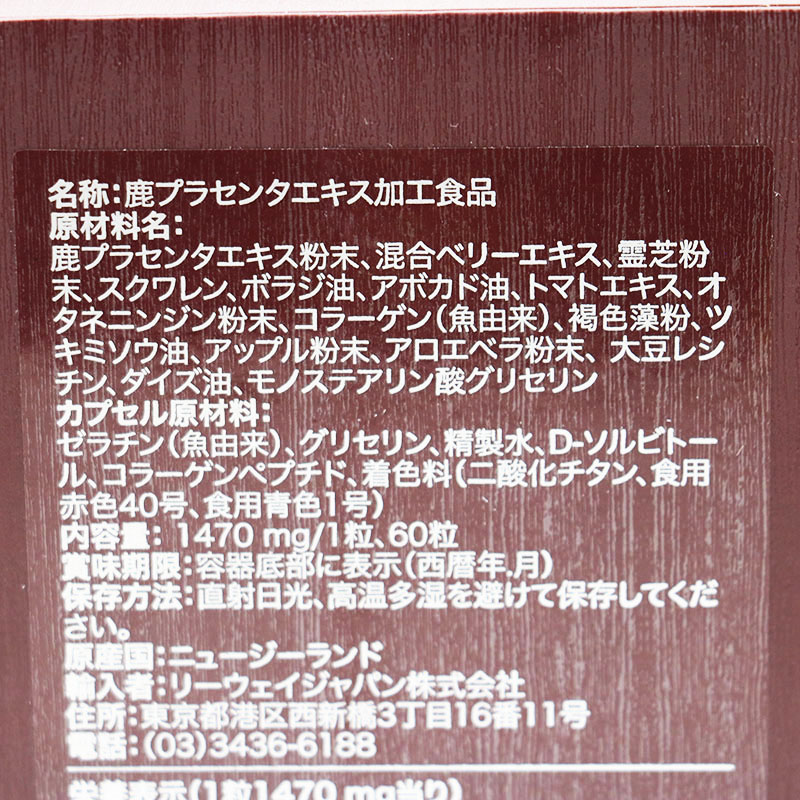 名称：鹿プラセンタエキス加工食品
原材料名：
鹿プラセンタエキス粉末、混合ベリーエキス、霊芝粉
末、スクワレン、ボラジ油、アボカド油、トマトエキス、オ
タネニンジン粉末、コラーゲン（魚由来）、褐色藻粉、ツ
キミソウ油、アップル粉末、アロエベラ粉末、大豆レシ
チン、ダイズ油、モノステアリン酸グリセリン
カプセル原材料：
ゼラチン（魚由来）、グリセリン、精製水、D-ソルビトー
ル、コラーゲンペプチド、着色料（二酸化チタン、食用
赤色40号、食用青色1号）
内容量：1470 mg/1粒、60粒
賞味期限：容器底部に表示（西暦年.月）
保存方法：直射日光、高温多湿を避けて保存してくだ
さい。
原産国：ニュージーランド
輸入者：リーウェイジャパン株式会社
住所：東京都港区西新橋3丁目16番11号
電話：（03）3436-6188
栄養表示（1粒1470 mg当り）